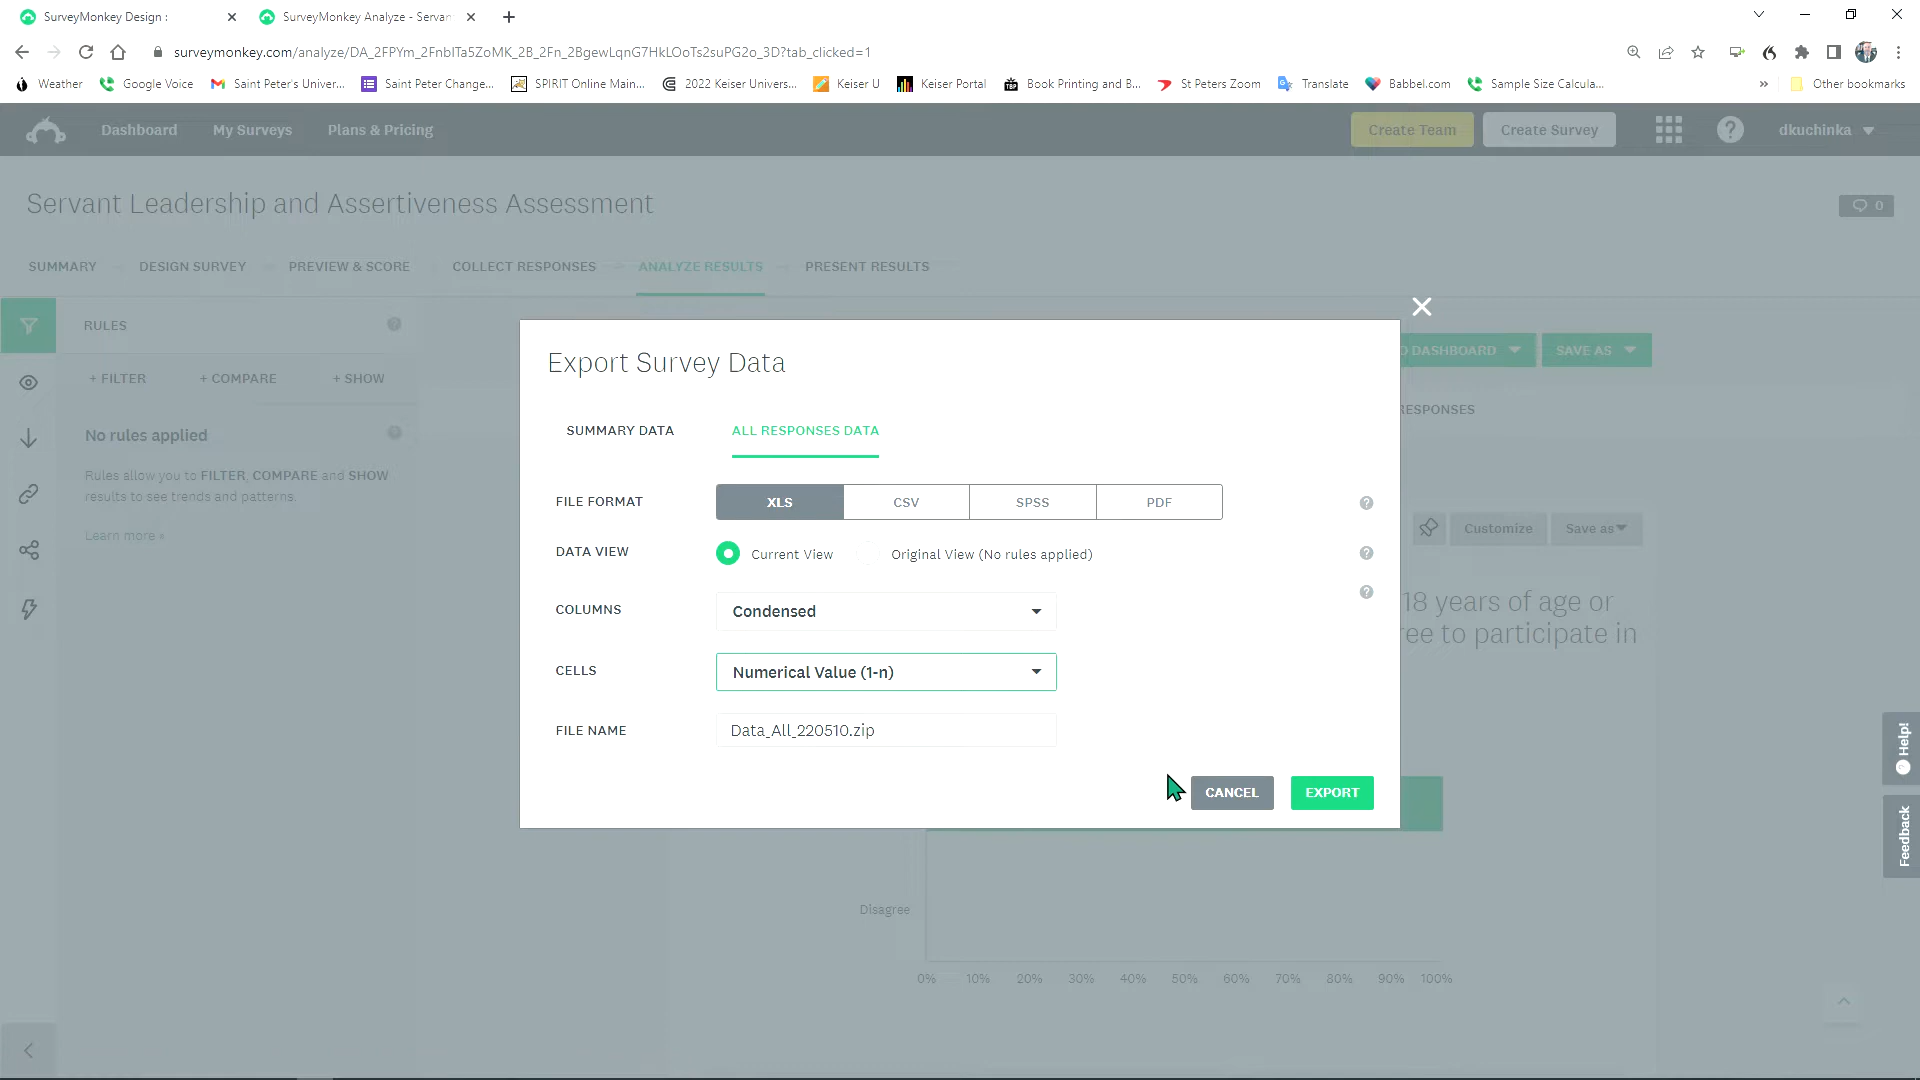 SurveyMonkey Design :
SurveyMonkey Analyze - Servan
surveymonkey.com/analyze/DA_2FPYm_2FnbITa5ZoMK_2B_2Fn_2BgewLqnG7HkLOoTs2suPG2o_3D?tab_clicked=1
Weather
Google Voice
Saint Peter's Univer...
Saint Peter Change...
SPIRIT Online Main...
2022 Keiser Univers...
Keiser U
Keiser Portal
Book Printing and B...
St Peters Zoom
Translate
Babbel.com
Sample Size Calcula...
»
Other bookmarks
Dashboard
My Surveys
Plans & Pricing
Create Team
Create Survey
dkuchinka
Servant Leadership and Assertiveness Assessment
0
SUMMARY
DESIGN SURVEY
PREVIEW & SCORE
COLLECT RESPONSES
ANALYZE RESULTS
PRESENT RESULTS
RULES
+ FILTER
+ COMPARE
+ SHOW
No rules applied
Rules allow you to FILTER, COMPARE and SHOW
results to see trends and patterns.
Learn more »
D DASHBOARD
SAVE AS
RESPONSES
Customize
Save as
18 years of age or
ree to participate in
Export Survey Data
SUMMARY DATA
ALL RESPONSES DATA
FILE FORMAT
XLS
CSV
SPSS
PDF
DATA VIEW
Current View
Original View (No rules applied)
COLUMNS
Condensed
CELLS
Numerical Value (1-n)
FILE NAME
Data_All_220510.zip
CANCEL
EXPORT
Help!
Feedback
Disagree
0%
10%
20%
30%
40%
50%
60%
70%
80%
90%
100%